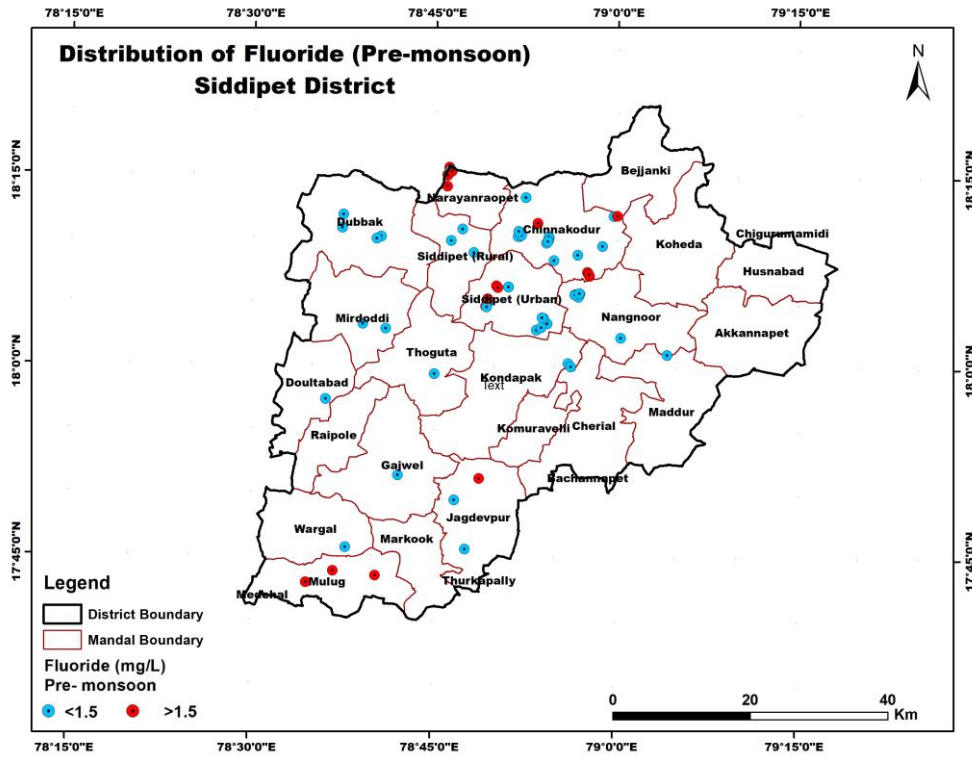 78°15'0"E 78°30'0"E 78°45'0"E 79°0'0"E 79°15'0"E
Distribution of Fluoride (Pre-monsoon)
Siddipet District
N
18°15'0"N
18°15'0"N
Bejjanki
Narayanraopet
Dubbak
Chinnakodur
Chigurumamidi
Koheda
Siddipet (Rural)
Husnabad
Siddipet (Urban)
Mirdoddi
Nangnoor
Akkannapet
Thoguta
18°0'0"N
18°0'0"N
Doultabad
Kondapak
Text
Maddur
Raipole
Komuravelli
Cherial
Gajwel
Bachannapet
Jagdevpur
Wargal
Markook
17°45'0"N
17°45'0"N
Mulug
Thurkapally
Medchal
Legend
District Boundary
Mandal Boundary
Fluoride (mg/L)
Pre- monsoon
<1.5 >1.5
0 20 40
Km
78°15'0"E 78°30'0"E 78°45'0"E 79°0'0"E 79°15'0"E